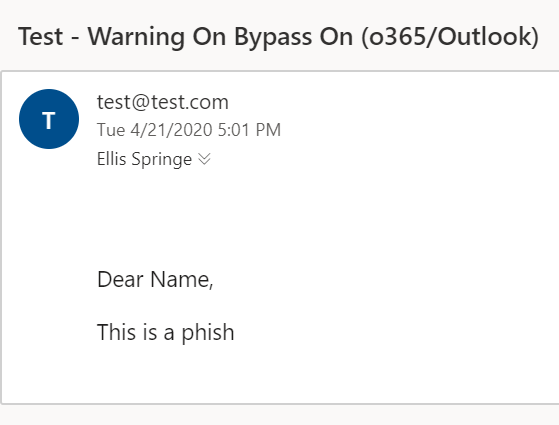 Test - Warning On Bypass On (o365/Outlook)
T
test@test.com
Tue 4/21/2020 5:01 PM
Ellis Springe
Dear Name,
This is a phish